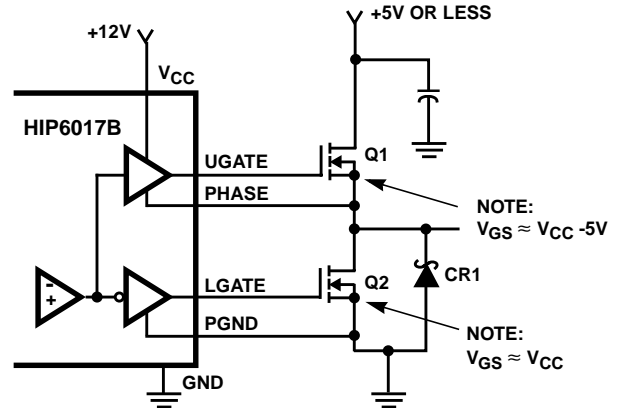 +5V OR LESS
+12V
VCC
HIP6017B
UGATE
Q1
PHASE
NOTE:
VGS ≈ VCC -5V
- +
LGATE
Q2
CR1
PGND
NOTE:
VGS ≈ VCC
GND